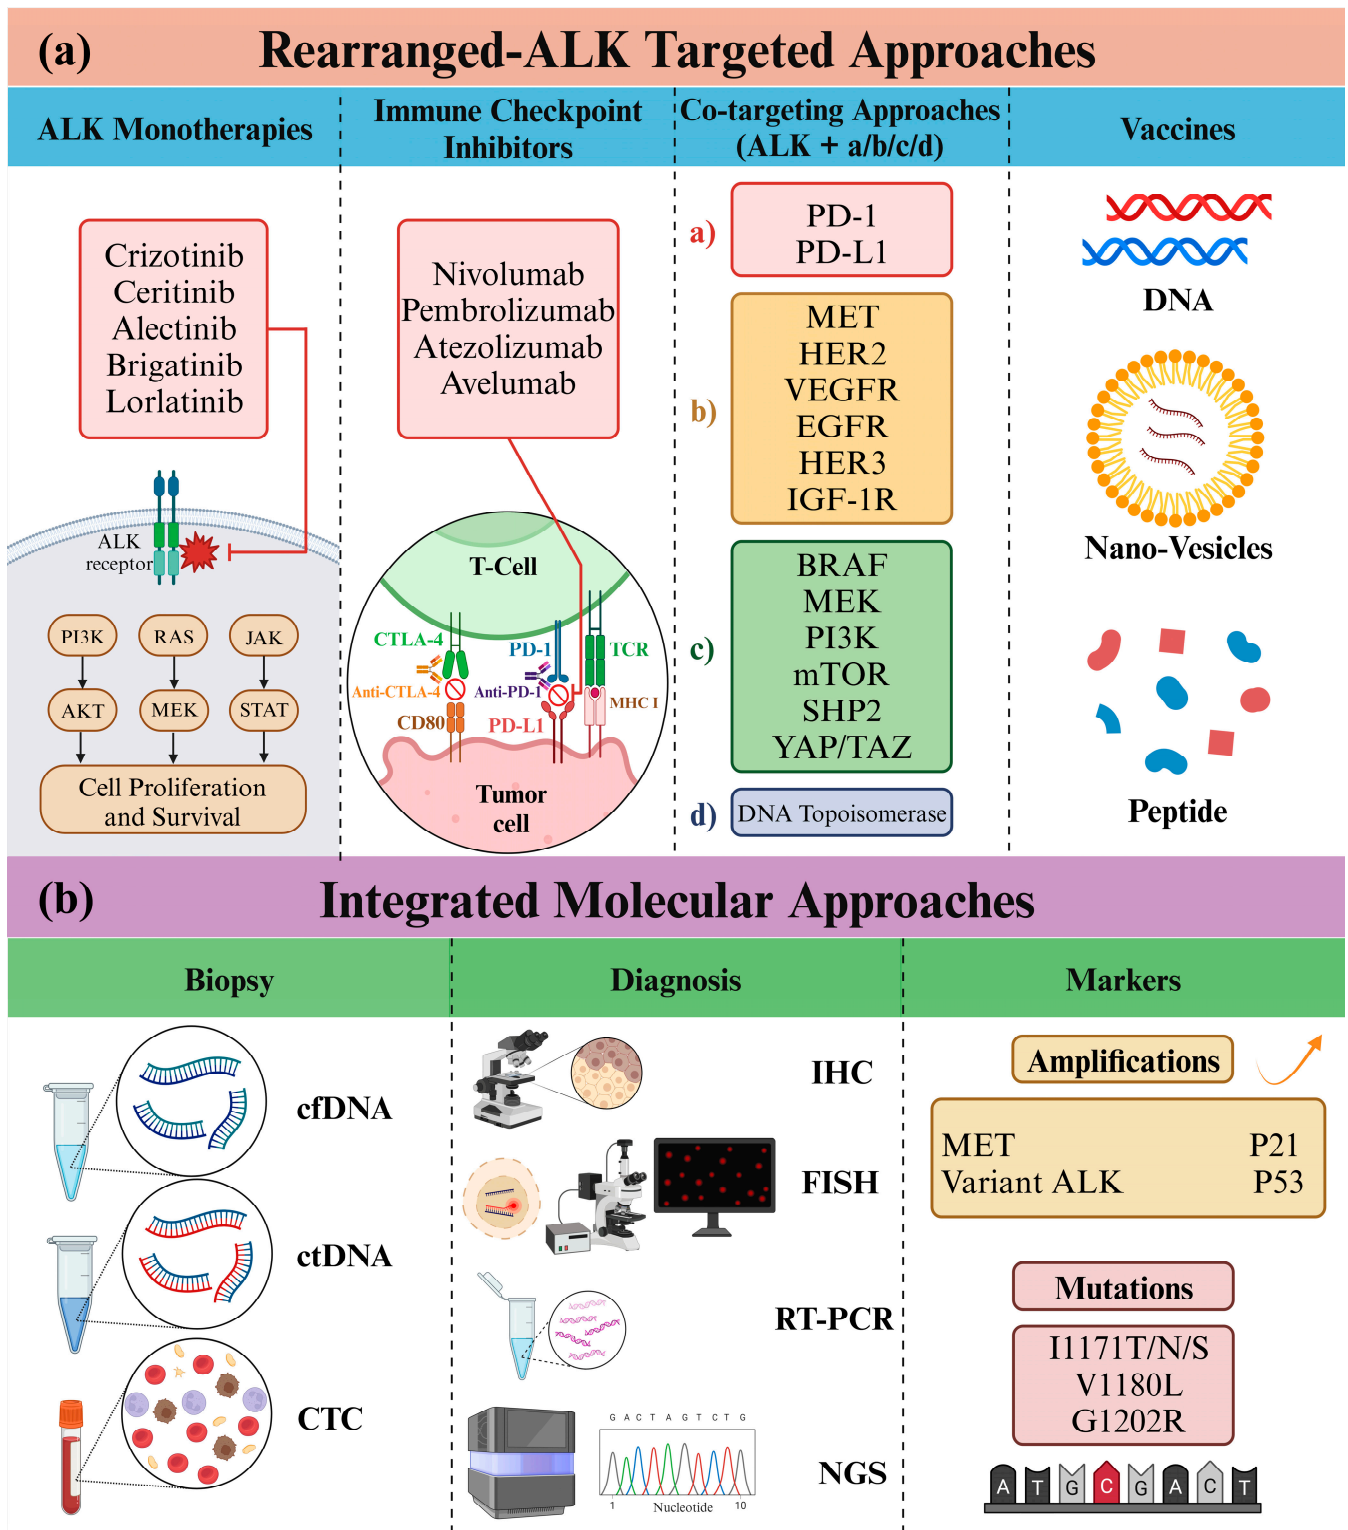 (a)
Rearranged-ALK Targeted Approaches
ALK Monotherapies
Immune Checkpoint
Inhibitors
Co-targeting Approaches
(ALK + a/b/c/d)
Vaccines
Crizotinib
Ceritinib
Alectinib
Brigatinib
Lorlatinib
ALK
receptor
PI3K
RAS
JAK
AKT
MEK
STAT
Cell Proliferation
and Survival
Nivolumab
Pembrolizumab
Atezolizumab
Avelumab
T-Cell
CTLA-4
PD-1
TCR
Anti-CTLA-4
Anti-PD-1
MHC I
CD80
PD-L1
Tumor
cell
a)
PD-1
PD-L1
b)
MET
HER2
VEGFR
EGFR
HER3
IGF-1R
c)
BRAF
MEK
PI3K
mTOR
SHP2
YAP/TAZ
d)
DNA Topoisomerase
DNA
Nano-Vesicles
Peptide
(b)
Integrated Molecular Approaches
Biopsy
Diagnosis
Markers
cfDNA
ctDNA
CTC
IHC
FISH
RT-PCR
G A C T A G T C T G
1
Nucleotide
10
NGS
Amplifications
MET P21
Variant ALK P53
Mutations
I1171T/N/S
V1180L
G1202R
A T G C G A C T